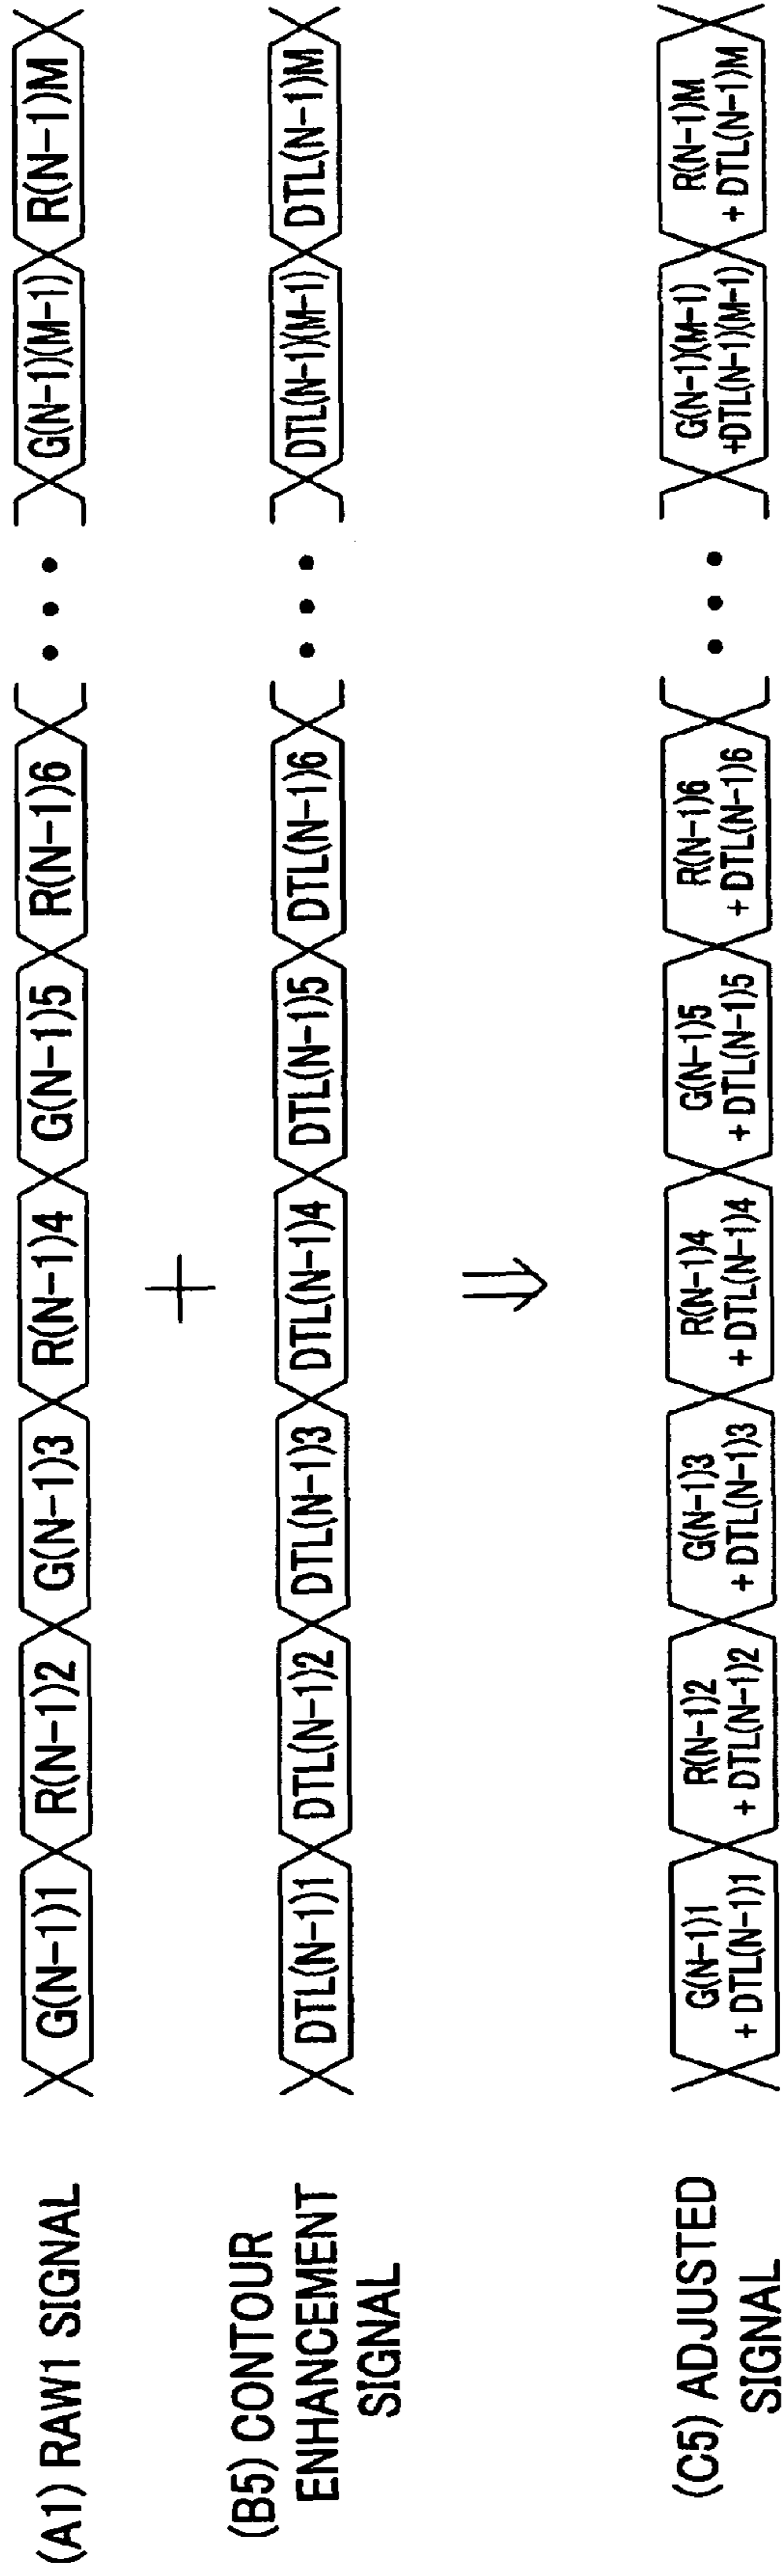 (A1) RAW1 SIGNAL
G(N-1)1 R(N-1)2 G(N-1)3 R(N-1)4 G(N-1)5 R(N-1)6 • • • G(N-1)(M-1) R(N-1)M
+
(B5) CONTOUR
ENHANCEMENT
SIGNAL
DTL(N-1)1 DTL(N-1)2 DTL(N-1)3 DTL(N-1)4 DTL(N-1)5 DTL(N-1)6 • • • DTL(N-1)(M-1) DTL(N-1)M
⇒
(C5) ADJUSTED
SIGNAL
G(N-1)1
+DTL(N-1)1
R(N-1)2
+DTL(N-1)2
G(N-1)3
+DTL(N-1)3
R(N-1)4
+DTL(N-1)4
G(N-1)5
+DTL(N-1)5
R(N-1)6
+DTL(N-1)6
• • •
G(N-1)(M-1)
+DTL(N-1)(M-1)
R(N-1)M
+DTL(N-1)M